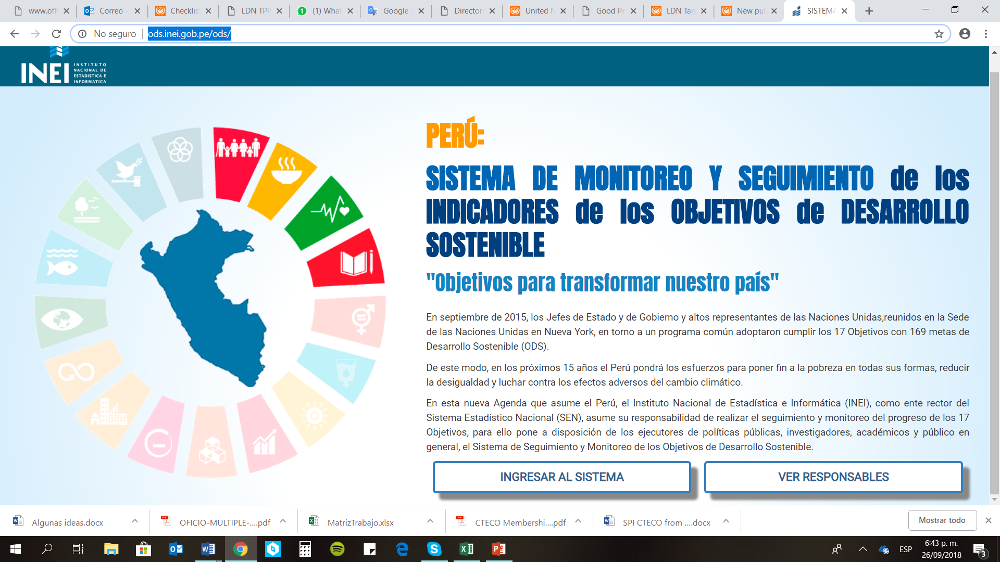 www.offi
Correo -
Checklis
LDN TPP
(1) What
Google T
Directori
United N
Good Pr
LDN Tar
New pu
SISTEMA
No seguro
ods.inei.gob.pe/ods/
INEI
INSTITUTO
NACIONAL DE
ESTADISTICA E
INFORMATICA
PERÚ:
SISTEMA DE MONITOREO Y SEGUIMIENTO de los
INDICADORES de los OBJETIVOS de DESARROLLO
SOSTENIBLE
"Objetivos para transformar nuestro país"
En septiembre de 2015, los Jefes de Estado y de Gobierno y altos representantes de las Naciones Unidas,reunidos en la Sede
de las Naciones Unidas en Nueva York, en torno a un programa común adoptaron cumplir los 17 Objetivos con 169 metas de
Desarrollo Sostenible (ODS).
De este modo, en los próximos 15 años el Perú pondrá los esfuerzos para poner fin a la pobreza en todas sus formas, reducir
la desigualdad y luchar contra los efectos adversos del cambio climático.
En esta nueva Agenda que asume el Perú, el Instituto Nacional de Estadística e Informática (INEI), como ente rector del
Sistema Estadístico Nacional (SEN), asume su responsabilidad de realizar el seguimiento y monitoreo del progreso de los 17
Objetivos, para ello pone a disposición de los ejecutores de políticas públicas, investigadores, académicos y público en
general, el Sistema de Seguimiento y Monitoreo de los Objetivos de Desarrollo Sostenible.
INGRESAR AL SISTEMA
VER RESPONSABLES
Algunas ideas.docx
OFICIO-MULTIPLE-....pdf
MatrizTrabajo.xlsx
CTECO Membershi....pdf
SPI CTECO from ....docx
Mostrar todo
ESP
6:43 p. m.
26/09/2018
3